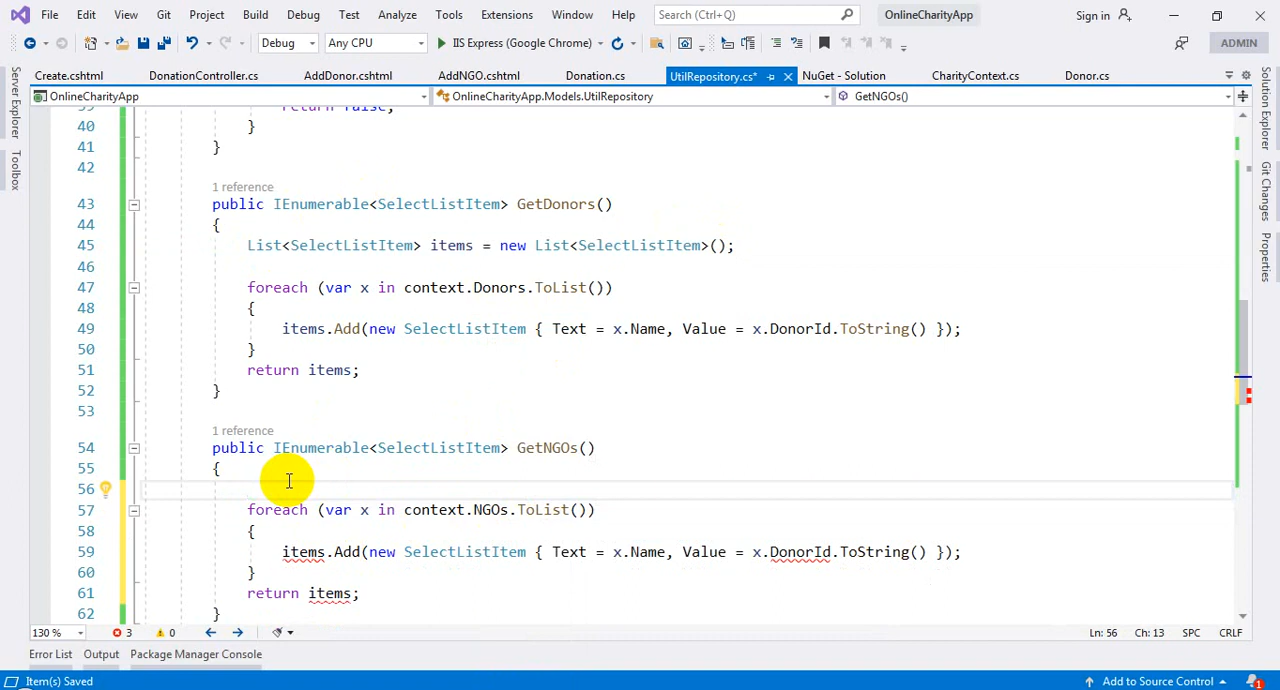 File Edit View Git Project Build Debug Test Analyze Tools Extensions Window Help Search (Ctrl+Q) OnlineCharityApp Sign in
Debug Any CPU IIS Express (Google Chrome) ADMIN
Create.cshtml DonationController.cs AddDonor.cshtml AddNGO.cshtml Donation.cs UtilRepository.cs* NuGet - Solution CharityContext.cs Donor.cs
OnlineCharityApp OnlineCharityApp.Models.UtilRepository GetNGOs()
Server Explorer
Toolbox
Solution Explorer
Git Changes
Properties
39 return false;
40 }
41 }
42
1 reference
43 public IEnumerable<SelectListItem> GetDonors()
44 {
45 List<SelectListItem> items = new List<SelectListItem>();
46
47 foreach (var x in context.Donors.ToList())
48 {
49 items.Add(new SelectListItem { Text = x.Name, Value = x.DonorId.ToString() });
50 }
51 return items;
52 }
53
1 reference
54 public IEnumerable<SelectListItem> GetNGOs()
55 {
56
57 foreach (var x in context.NGOs.ToList())
58 {
59 items.Add(new SelectListItem { Text = x.Name, Value = x.DonorId.ToString() });
60 }
61 return items;
62 }
130 % 3 0 Ln: 56 Ch: 13 SPC CRLF
Error List Output Package Manager Console
Item(s) Saved Add to Source Control 1